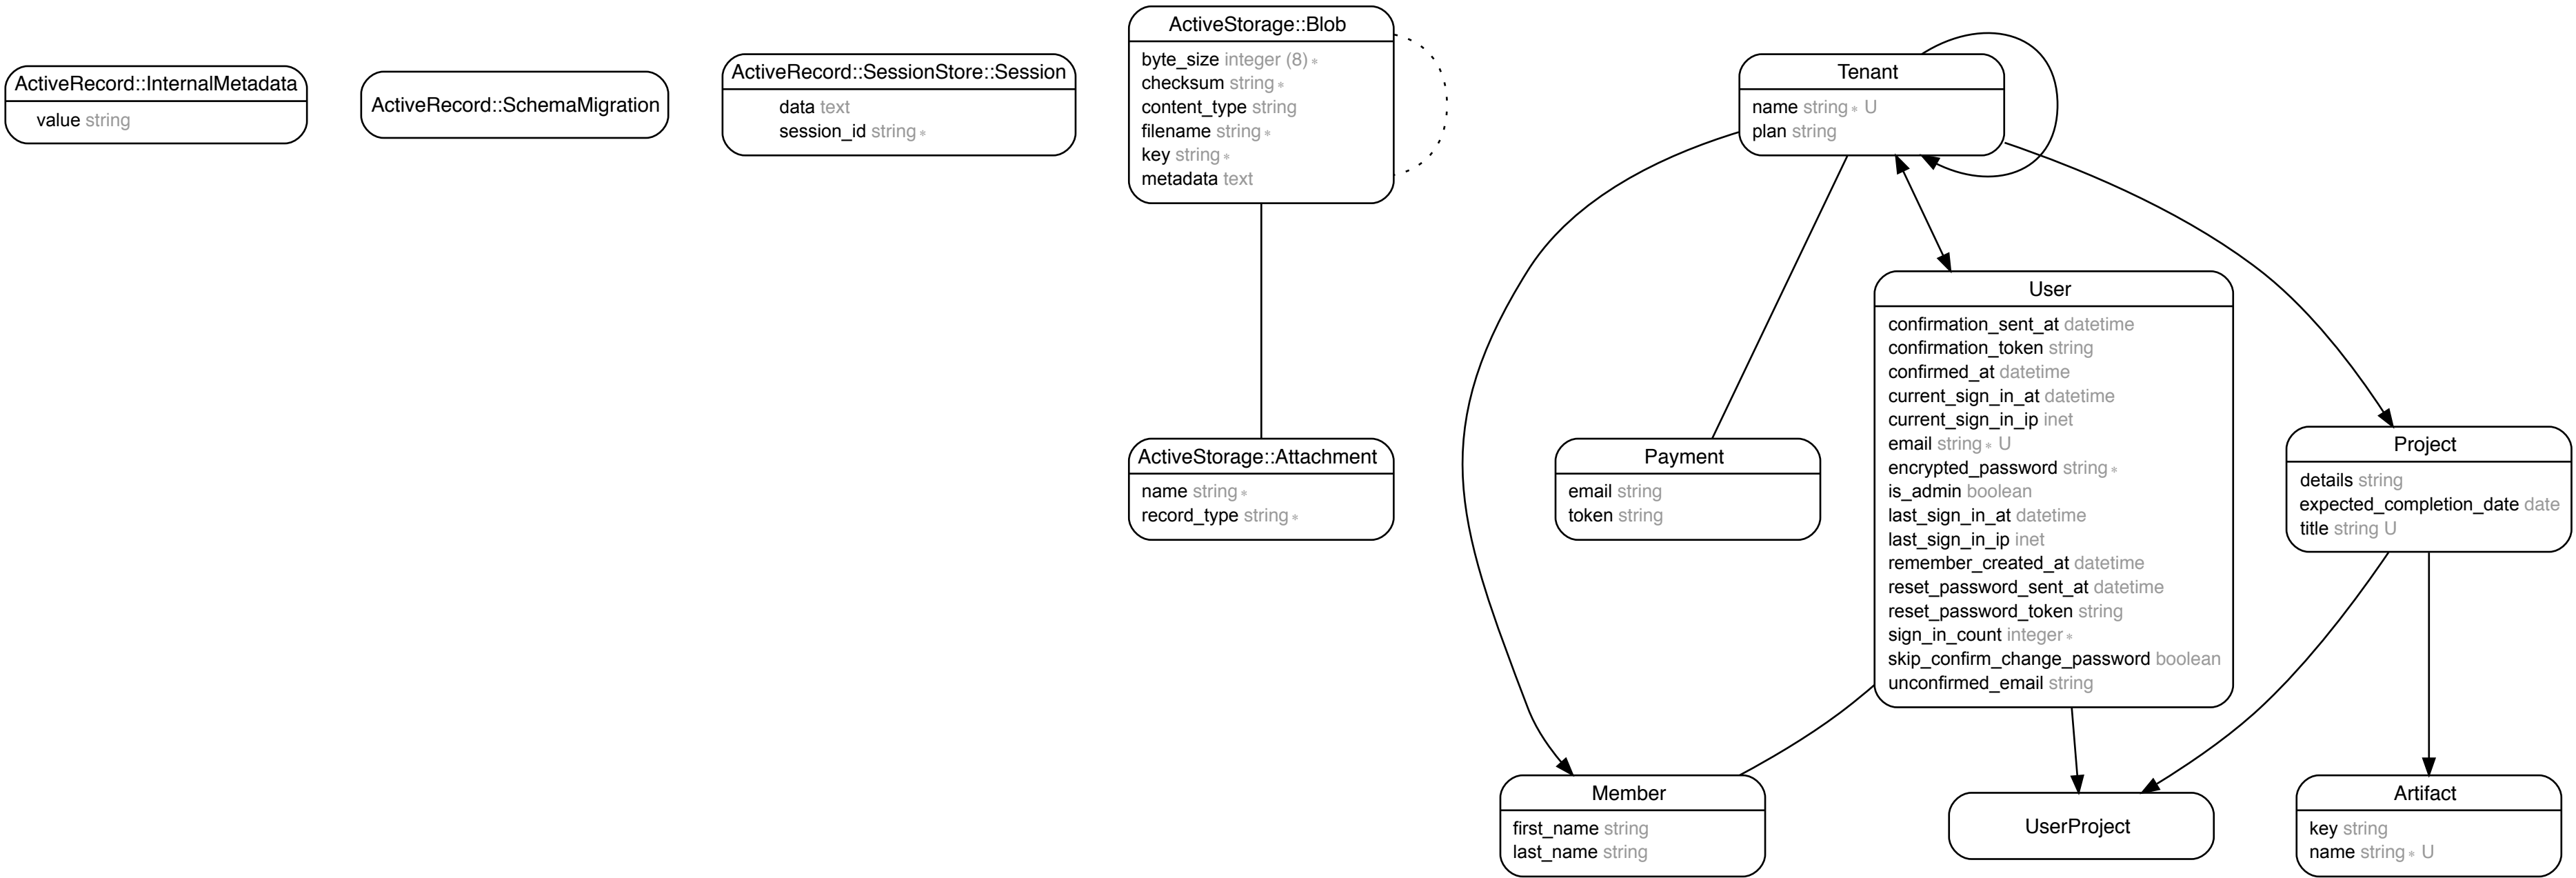 ActiveRecord::InternalMetadata
value string
ActiveRecord::SchemaMigration
ActiveRecord::SessionStore::Session
data text
session_id string ∗
ActiveStorage::Blob
byte_size integer (8) ∗
checksum string ∗
content_type string
filename string ∗
key string ∗
metadata text
ActiveStorage::Attachment
name string ∗
record_type string ∗
Tenant
name string ∗ U
plan string
Payment
email string
token string
User
confirmation_sent_at datetime
confirmation_token string
confirmed_at datetime
current_sign_in_at datetime
current_sign_in_ip inet
email string ∗ U
encrypted_password string ∗
is_admin boolean
last_sign_in_at datetime
last_sign_in_ip inet
remember_created_at datetime
reset_password_sent_at datetime
reset_password_token string
sign_in_count integer ∗
skip_confirm_change_password boolean
unconfirmed_email string
Project
details string
expected_completion_date date
title string U
Member
first_name string
last_name string
UserProject
Artifact
key string
name string ∗ U